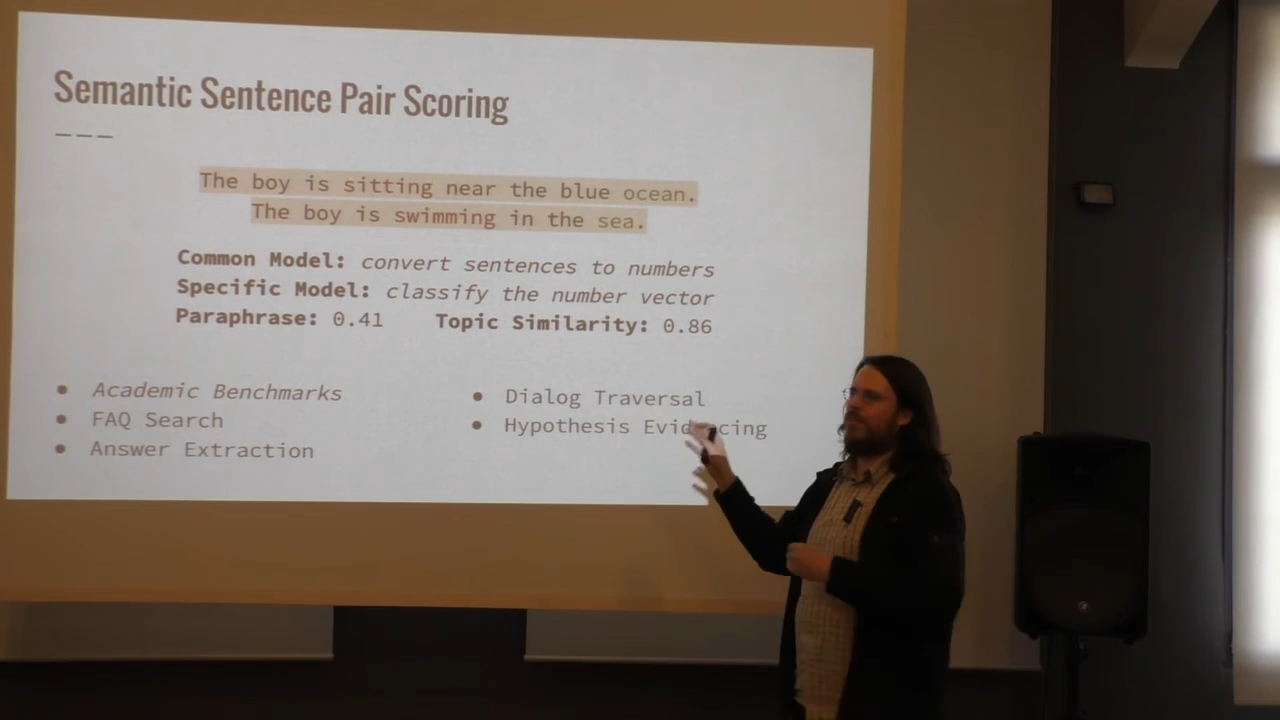 Semantic Sentence Pair Scoring
The boy is sitting near the blue ocean.
The boy is swimming in the sea.
Common Model: convert sentences to numbers
Specific Model: classify the number vector
Paraphrase: 0.41 Topic Similarity: 0.86
• Academic Benchmarks
• FAQ Search
• Answer Extraction
• Dialog Traversal
• Hypothesis Evidencing